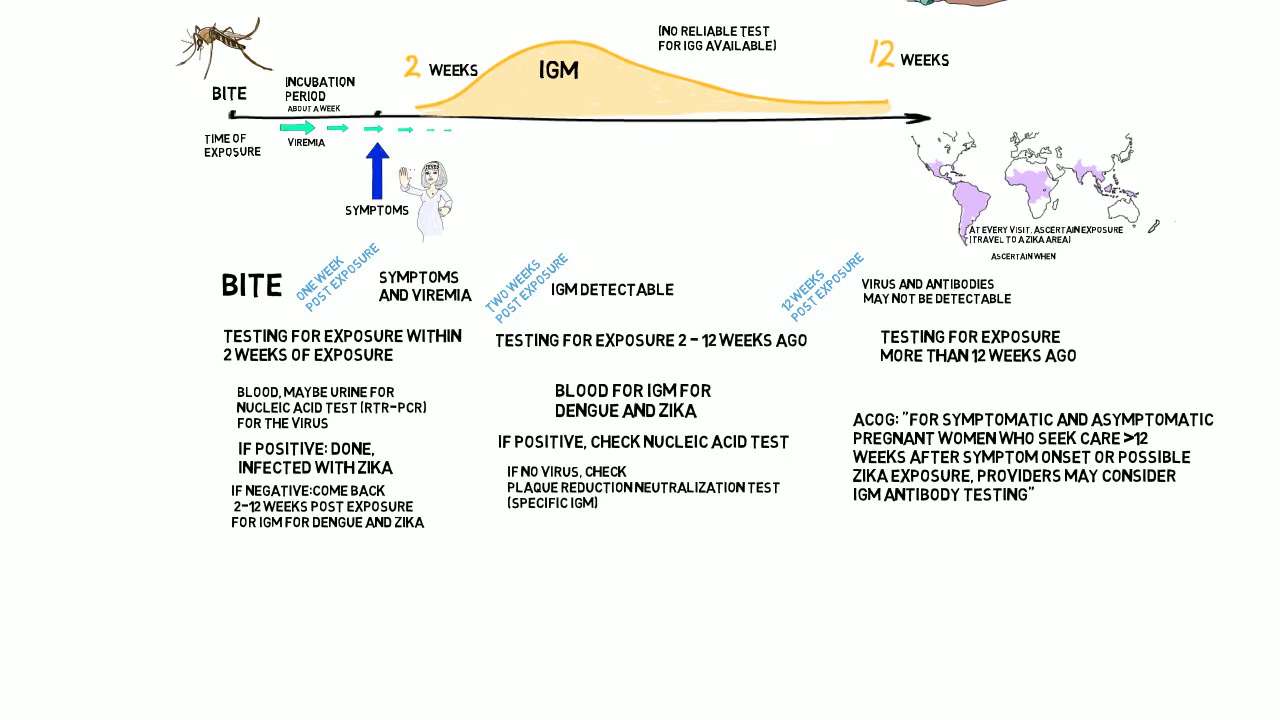 (NO RELIABLE TEST
FOR IGG AVAILABLE)
2 WEEKS
IGM
12 WEEKS
BITE
INCUBATION
PERIOD
ABOUT A WEEK
TIME OF
EXPOSURE
VIREMIA
SYMPTOMS
AT EVERY VISIT, ASCERTAIN EXPOSURE
(TRAVEL TO A ZIKA AREA)
ASCERTAIN WHEN
BITE
ONE WEEK
POST EXPOSURE
SYMPTOMS
AND VIREMIA
TWO WEEKS
POST EXPOSURE
IGM DETECTABLE
12 WEEKS
POST EXPOSURE
VIRUS AND ANTIBODIES
MAY NOT BE DETECTABLE
TESTING FOR EXPOSURE WITHIN
2 WEEKS OF EXPOSURE
BLOOD, MAYBE URINE FOR
NUCLEIC ACID TEST (RTR-PCR)
FOR THE VIRUS
IF POSITIVE: DONE,
INFECTED WITH ZIKA
IF NEGATIVE:COME BACK
2-12 WEEKS POST EXPOSURE
FOR IGM FOR DENGUE AND ZIKA
TESTING FOR EXPOSURE 2 - 12 WEEKS AGO
BLOOD FOR IGM FOR
DENGUE AND ZIKA
IF POSITIVE, CHECK NUCLEIC ACID TEST
IF NO VIRUS, CHECK
PLAQUE REDUCTION NEUTRALIZATION TEST
(SPECIFIC IGM)
TESTING FOR EXPOSURE
MORE THAN 12 WEEKS AGO
ACOG: "FOR SYMPTOMATIC AND ASYMPTOMATIC
PREGNANT WOMEN WHO SEEK CARE >12
WEEKS AFTER SYMPTOM ONSET OR POSSIBLE
ZIKA EXPOSURE, PROVIDERS MAY CONSIDER
IGM ANTIBODY TESTING"